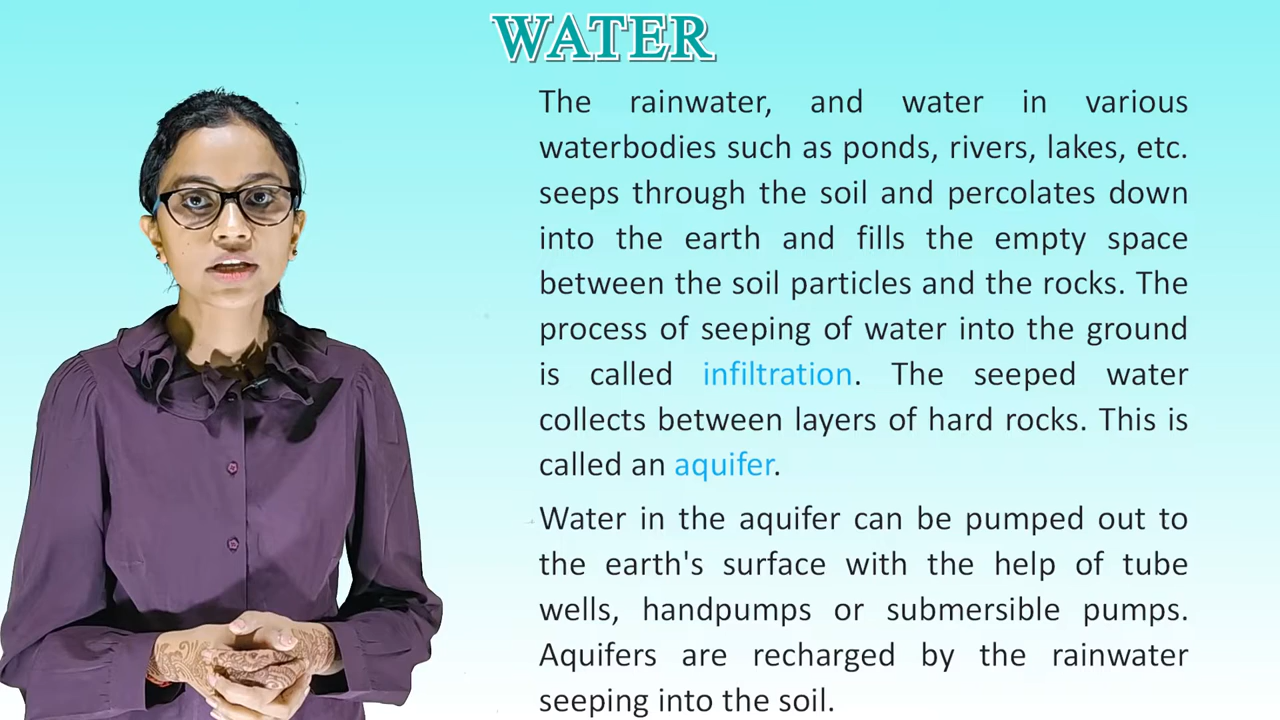 WATER
The rainwater, and water in various
waterbodies such as ponds, rivers, lakes, etc.
seeps through the soil and percolates down
into the earth and fills the empty space
between the soil particles and the rocks. The
process of seeping of water into the ground
is called infiltration. The seeped water
collects between layers of hard rocks. This is
called an aquifer.
Water in the aquifer can be pumped out to
the earth's surface with the help of tube
wells, handpumps or submersible pumps.
Aquifers are recharged by the rainwater
seeping into the soil.